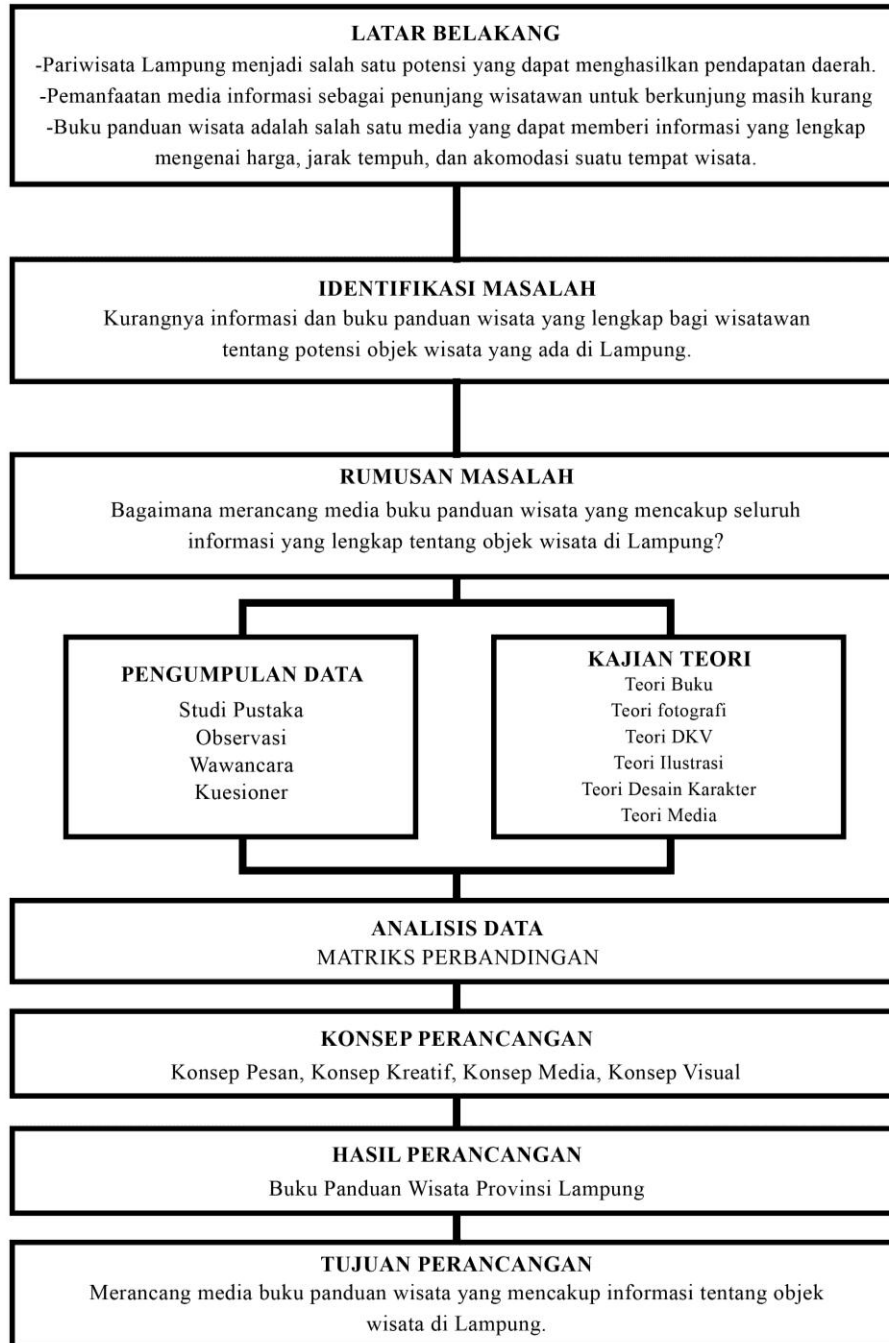 LATAR BELAKANG
-Pariwisata Lampung menjadi salah satu potensi yang dapat menghasilkan pendapatan daerah.
-Pemanfaatan media informasi sebagai penunjang wisatawan untuk berkunjung masih kurang
-Buku panduan wisata adalah salah satu media yang dapat memberi informasi yang lengkap
mengenai harga, jarak tempuh, dan akomodasi suatu tempat wisata.
IDENTIFIKASI MASALAH
Kurangnya informasi dan buku panduan wisata yang lengkap bagi wisatawan
tentang potensi objek wisata yang ada di Lampung.
RUMUSAN MASALAH
Bagaimana merancang media buku panduan wisata yang mencakup seluruh
informasi yang lengkap tentang objek wisata di Lampung?
PENGUMPULAN DATA
Studi Pustaka
Observasi
Wawancara
Kuesioner
KAJIAN TEORI
Teori Buku
Teori fotografi
Teori DKV
Teori Ilustrasi
Teori Desain Karakter
Teori Media
ANALISIS DATA
MATRIKS PERBANDINGAN
KONSEP PERANCANGAN
Konsep Pesan, Konsep Kreatif, Konsep Media, Konsep Visual
HASIL PERANCANGAN
Buku Panduan Wisata Provinsi Lampung
TUJUAN PERANCANGAN
Merancang media buku panduan wisata yang mencakup informasi tentang objek
wisata di Lampung.